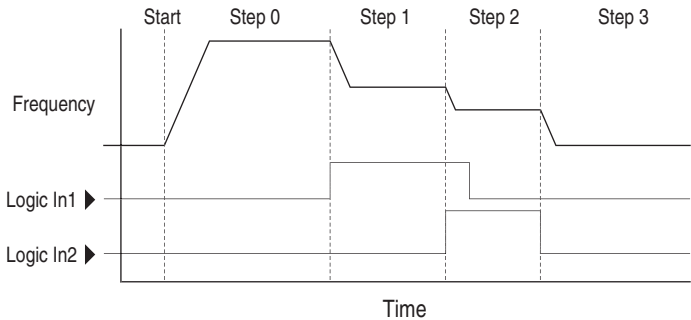 Start Step 0 Step 1 Step 2 Step 3
Frequency
Logic In1
Logic In2
Time